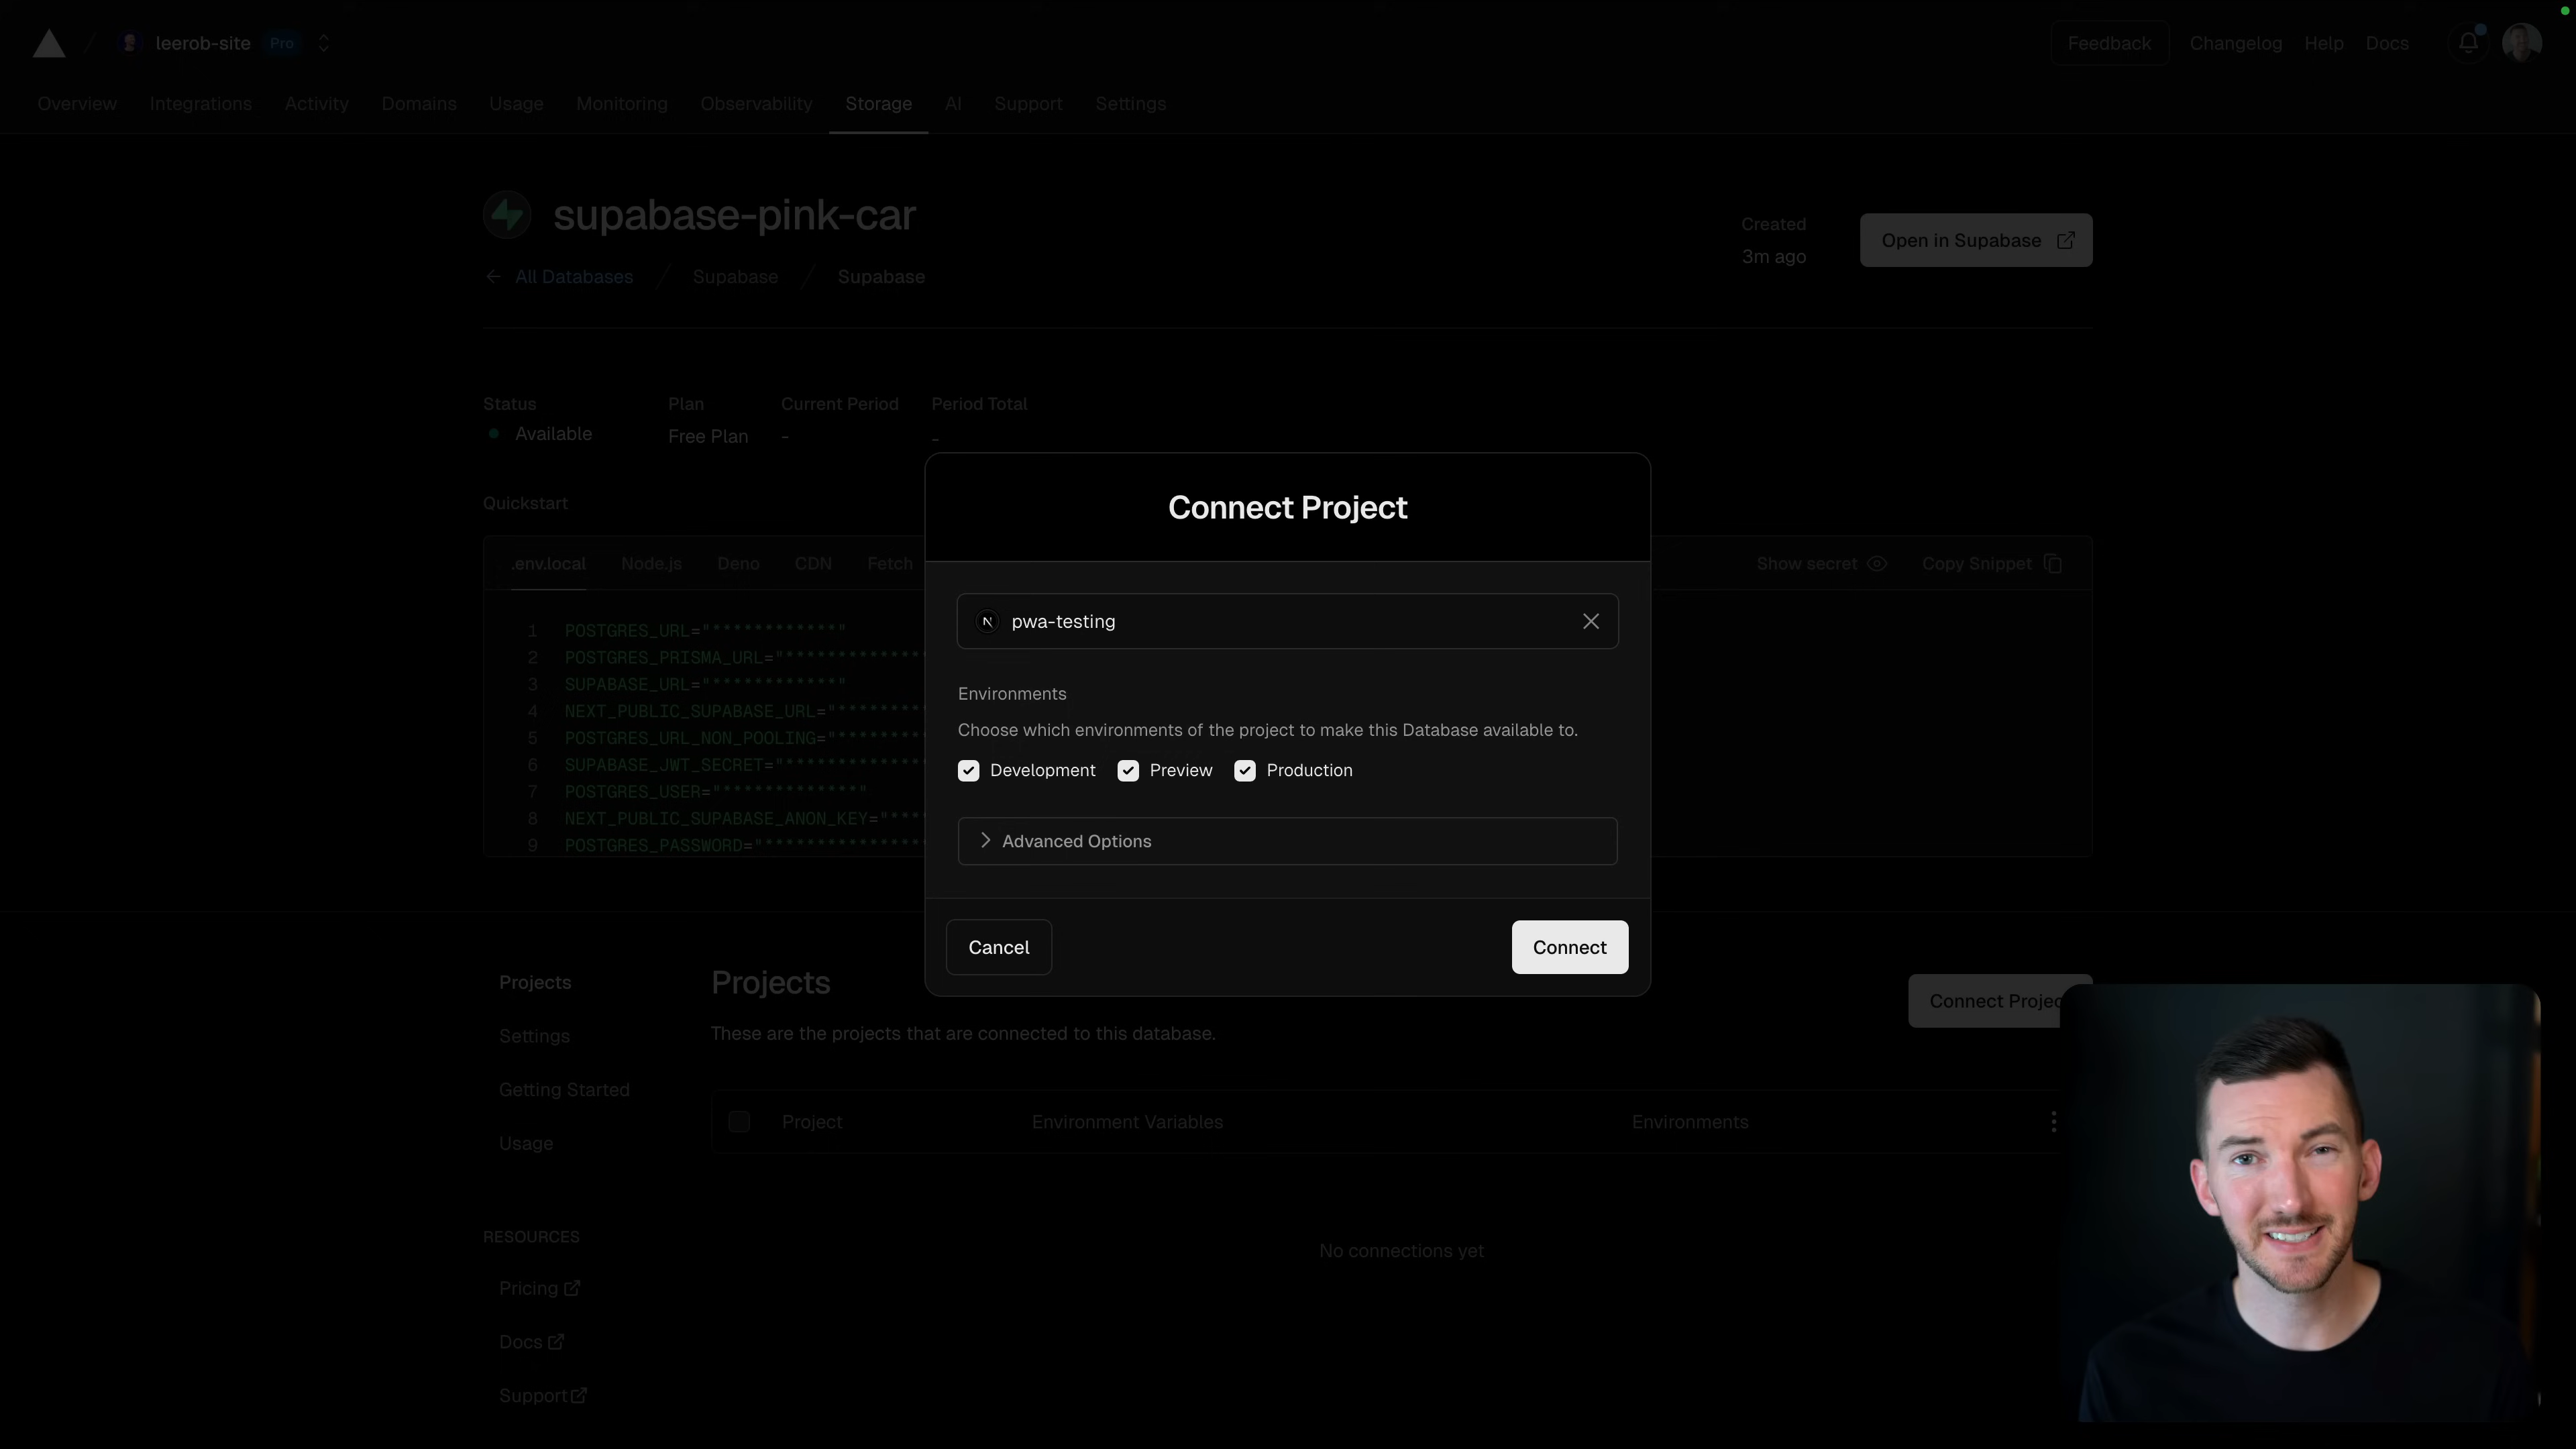 leerob-site Pro
Feedback Changelog Help Docs
Overview Integrations Activity Domains Usage Monitoring Observability Storage AI Support Settings
supabase-pink-car
All Databases / Supabase / Supabase
Created
3m ago
Open in Supabase
Status Plan Current Period Period Total
Available Free Plan - -
Quickstart
.env.local Node.js Deno CDN Fetch
Show secret Copy Snippet
1 POSTGRES_URL="************"
2 POSTGRES_PRISMA_URL="**************
3 SUPABASE_URL="************"
4 NEXT_PUBLIC_SUPABASE_URL="*********
5 POSTGRES_URL_NON_POOLING="*********
6 SUPABASE_JWT_SECRET="*************
7 POSTGRES_USER="*************"
8 NEXT_PUBLIC_SUPABASE_ANON_KEY="****
9 POSTGRES_PASSWORD="****************
Connect Project
pwa-testing
Environments
Choose which environments of the project to make this Database available to.
Development Preview Production
Advanced Options
Cancel Connect
Projects
Settings
Getting Started
Usage
RESOURCES
Pricing
Docs
Support
Projects
Connect Projec
These are the projects that are connected to this database.
Project Environment Variables Environments
No connections yet